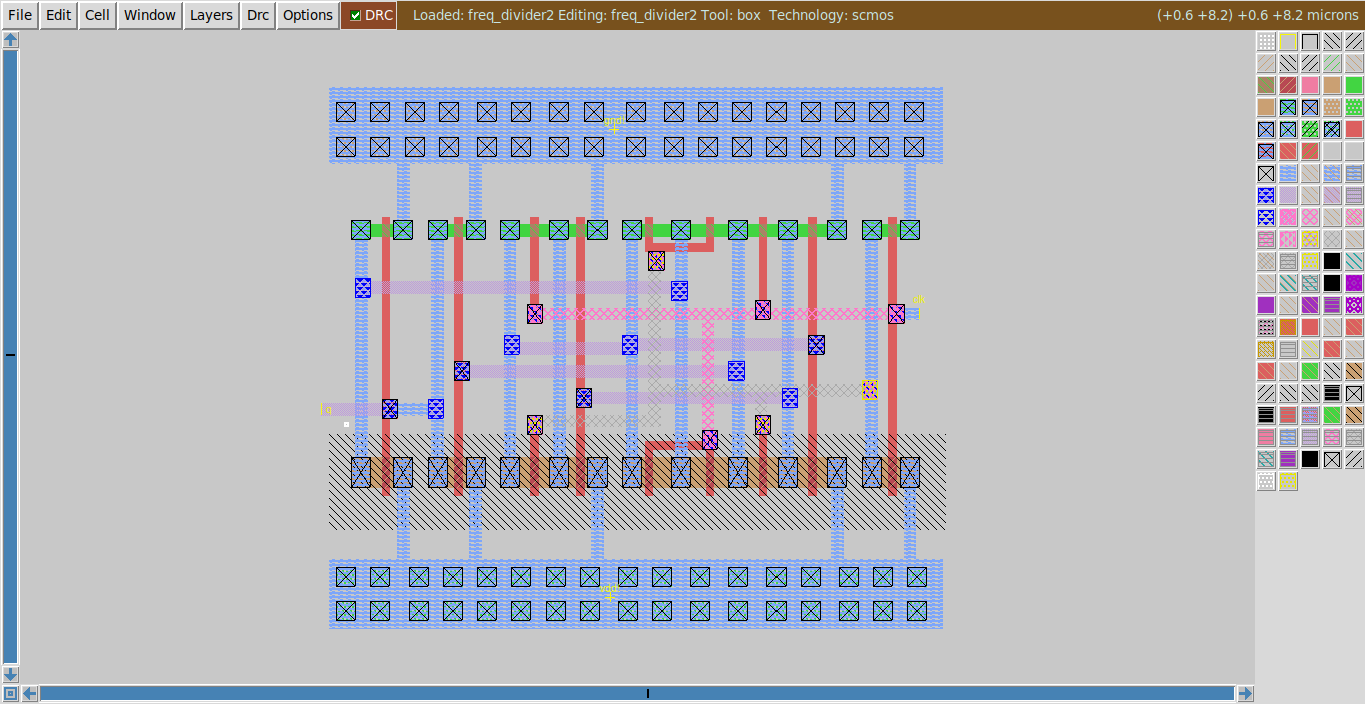 File Edit Cell Window Layers Drc Options DRC Loaded: freq_divider2 Editing: freq_divider2 Tool: box Technology: scmos (+0.6 +8.2) +0.6 +8.2 microns
gnd
clk
q
vdd